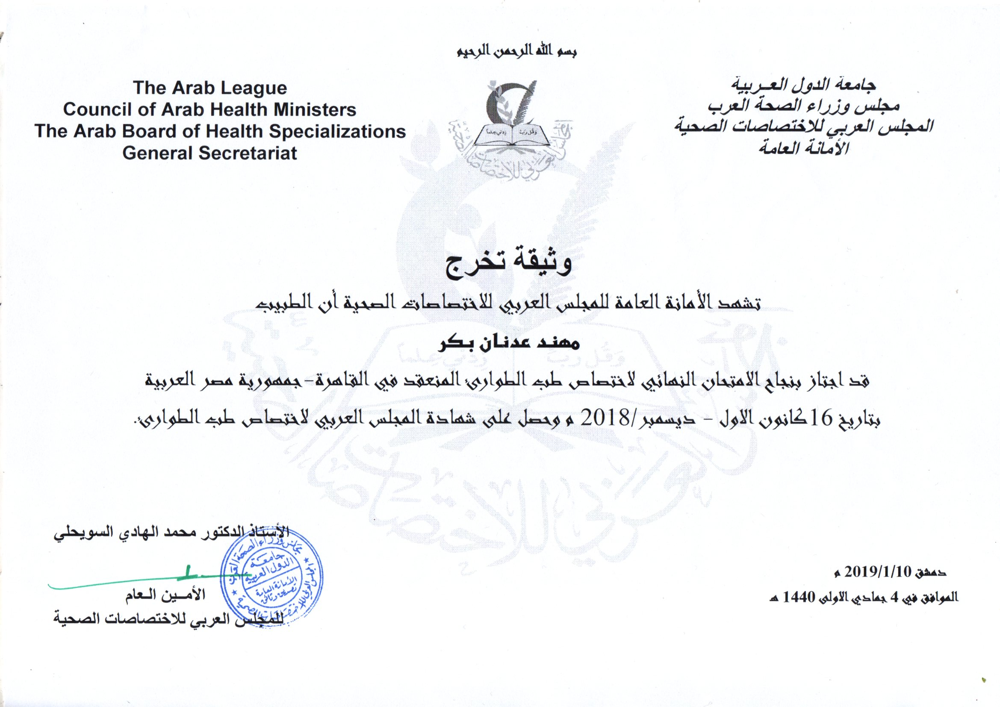 بسم الله الرحمن الرحيم
The Arab League
Council of Arab Health Ministers
The Arab Board of Health Specializations
General Secretariat
جامعة الدول العربية
مجلس وزراء الصحة العرب
المجلس العربي للاختصاصات الصحية
الأمانة العامة
وقل رب زدني علماً
وثيقة تخرج
تشهد الأمانة العامة للمجلس العربي للاختصاصات الصحية أن الطبيب
مهند عدنان بكر
قد اجتاز بنجاح الامتحان النهائي لاختصاص طب الطوارئ المنعقد في القاهرة-جمهورية مصر العربية
بتاريخ 16كانون الاول - ديسمبر/2018 م وحصل على شهادة المجلس العربي لاختصاص طب الطوارئ.
الأستاذ الدكتور محمد الهادي السويحلي
الأمين العام
للمجلس العربي للاختصاصات الصحية
مجلس وزراء الصحة العرب
جامعة
الدول العربية
الأمانة العامة
تصديق وثائق
دمشق 2019/1/10 م
الموافق في 4 جمادي الاولى 1440 ه